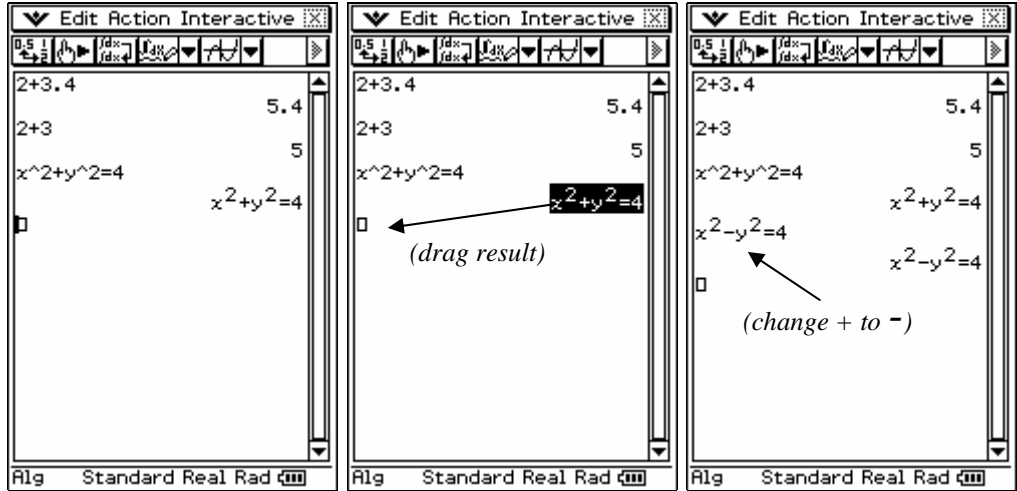 Edit Action Interactive
2+3.4
5.4
2+3
5
x^2+y^2=4
x²+y²=4
Alg Standard Real Rad
Edit Action Interactive
2+3.4
5.4
2+3
5
x^2+y^2=4
x²+y²=4
(drag result)
Alg Standard Real Rad
Edit Action Interactive
2+3.4
5.4
2+3
5
x^2+y^2=4
x²+y²=4
x²-y²=4
x²-y²=4
(change + to -)
Alg Standard Real Rad